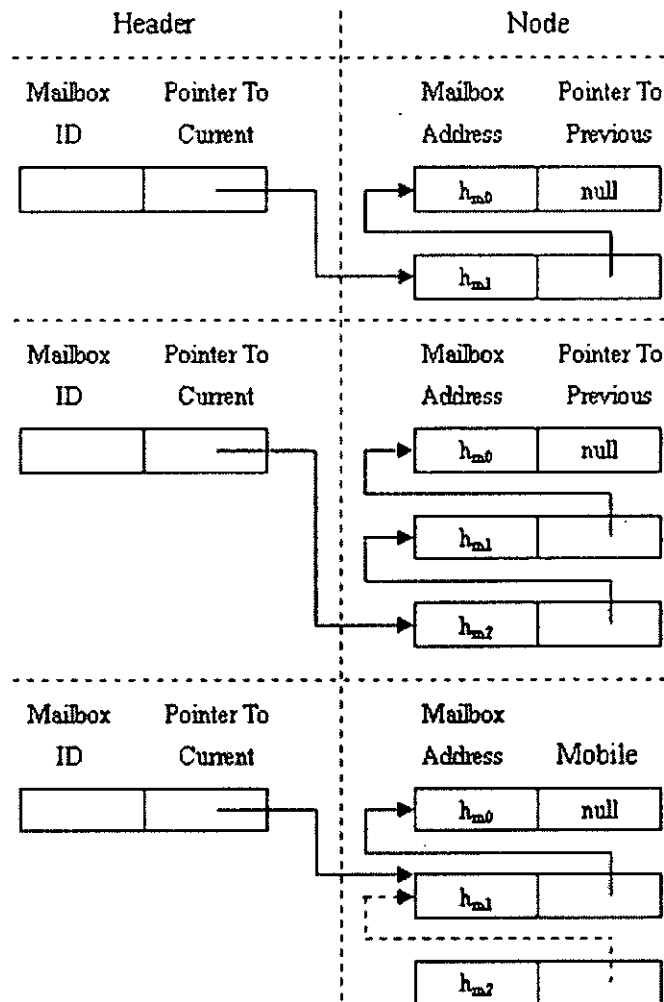 Header Node
Mailbox Pointer To Mailbox Pointer To
ID Current Address Previous
h_m0 null
h_m1
Mailbox Pointer To Mailbox Pointer To
ID Current Address Previous
h_m0 null
h_m1
h_m2
Mailbox Pointer To Mailbox
ID Current Address Mobile
h_m0 null
h_m1
h_m2